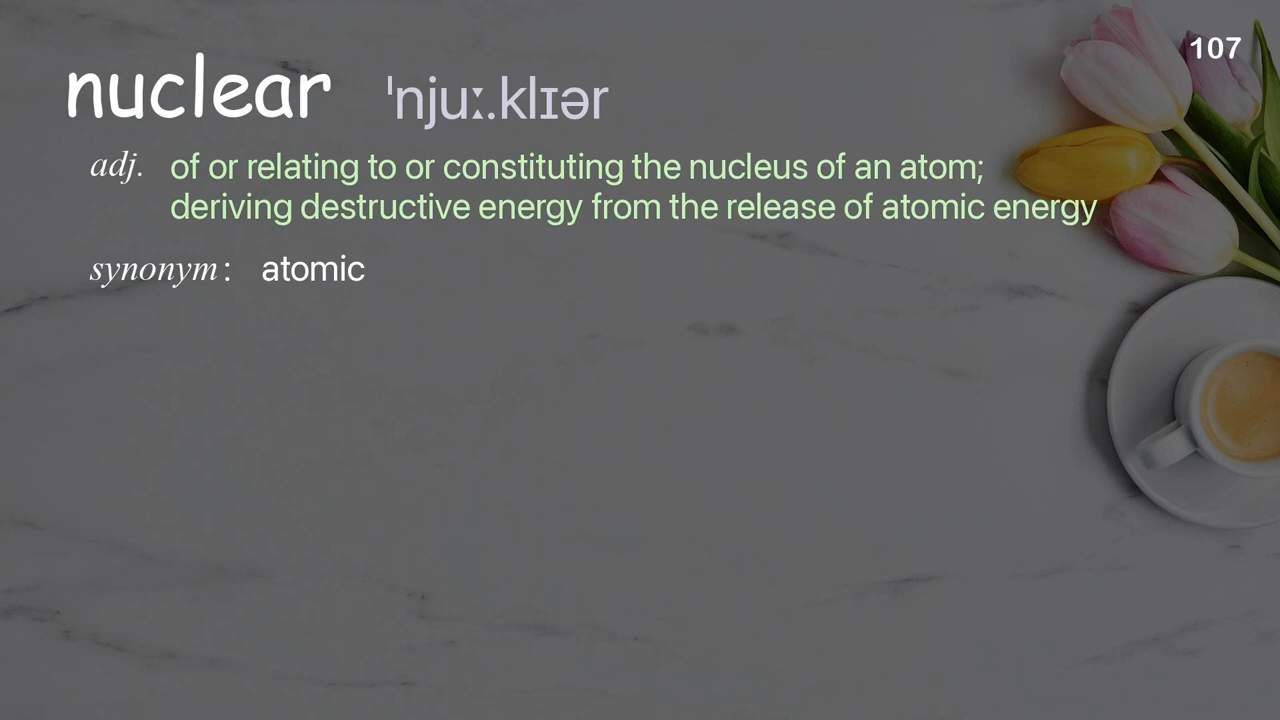 107
nuclear ˈnjuː.klɪər
adj. of or relating to or constituting the nucleus of an atom;
deriving destructive energy from the release of atomic energy
synonym : atomic